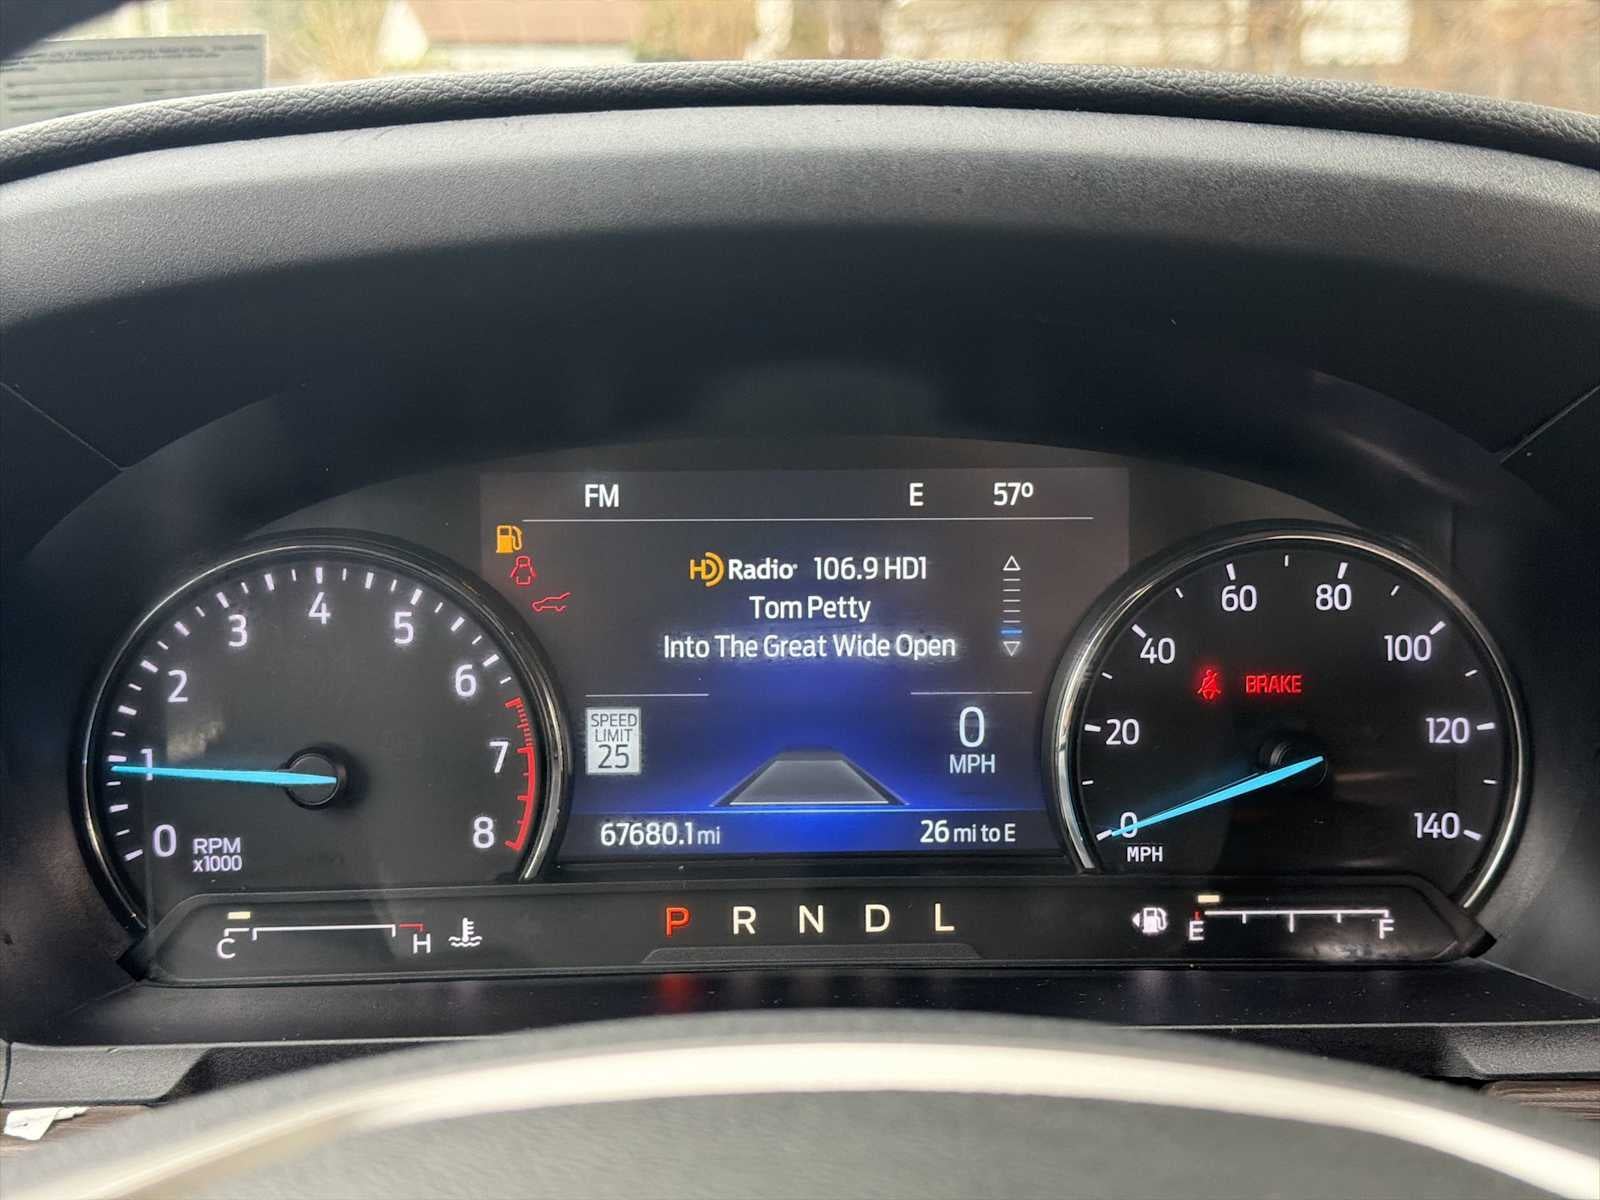 FM E 57º
HD Radio 106.9 HD1
Tom Petty
Into The Great Wide Open
SPEED
LIMIT
25
0
MPH
67680.1 mi 26 mi to E
0 1 2 3 4 5 6 7 8
RPM
x1000
0 20 40 60 80 100 120 140
MPH
BRAKE
C H
P R N D L
E F